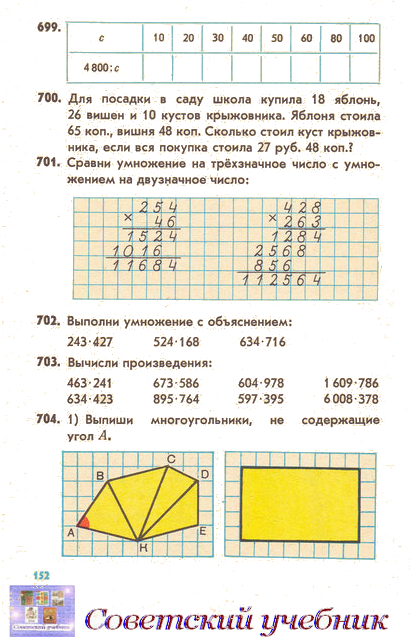 699.
c 10 20 30 40 50 60 80 100
4 800:c
700. Для посадки в саду школа купила 18 яблонь,
26 вишен и 10 кустов крыжовника. Яблоня стоила
65 коп., вишня 48 коп. Сколько стоил куст крыжов-
ника, если вся покупка стоила 27 руб. 48 коп.?
701. Сравни умножение на трёхзначное число с умно-
жением на двузначное число:
254 428
× 46 × 263
1524 1284
1016 2568
11684 856
112564
702. Выполни умножение с объяснением:
243·427 524·168 634·716
703. Вычисли произведения:
463·241 673·586 604·978 1 609·786
634·423 895·764 597·395 6 008·378
704. 1) Выпиши многоугольники, не содержащие
угол A.
C
B D
A E
K
152
Советский учебник
Советский учебник